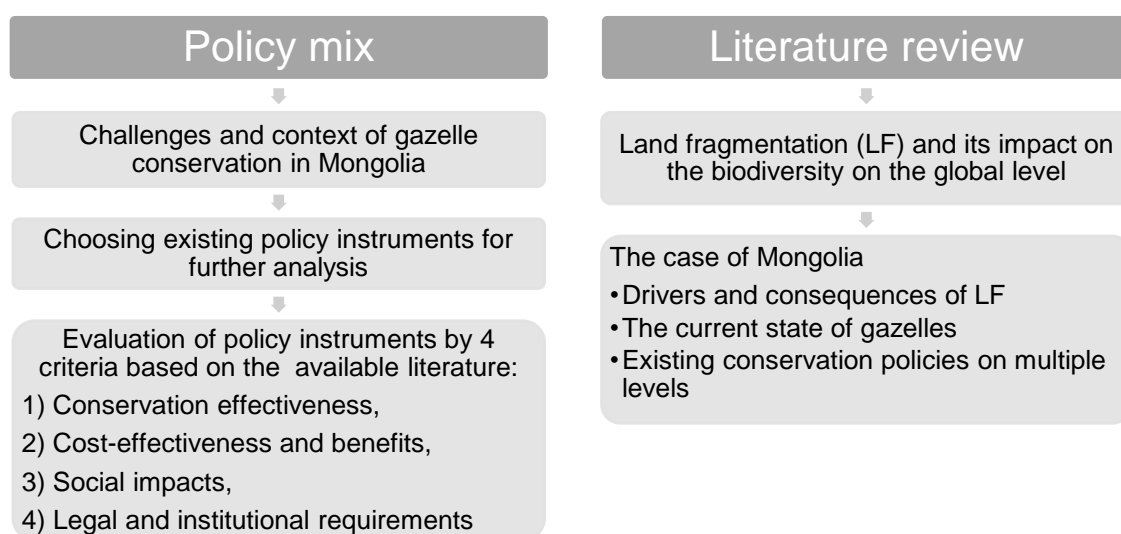 Policy mix
Challenges and context of gazelle
conservation in Mongolia
Choosing existing policy instruments for
further analysis
Evaluation of policy instruments by 4
criteria based on the available literature:
1) Conservation effectiveness,
2) Cost-effectiveness and benefits,
3) Social impacts,
4) Legal and institutional requirements
Literature review
Land fragmentation (LF) and its impact on
the biodiversity on the global level
The case of Mongolia
•Drivers and consequences of LF
•The current state of gazelles
•Existing conservation policies on multiple
levels